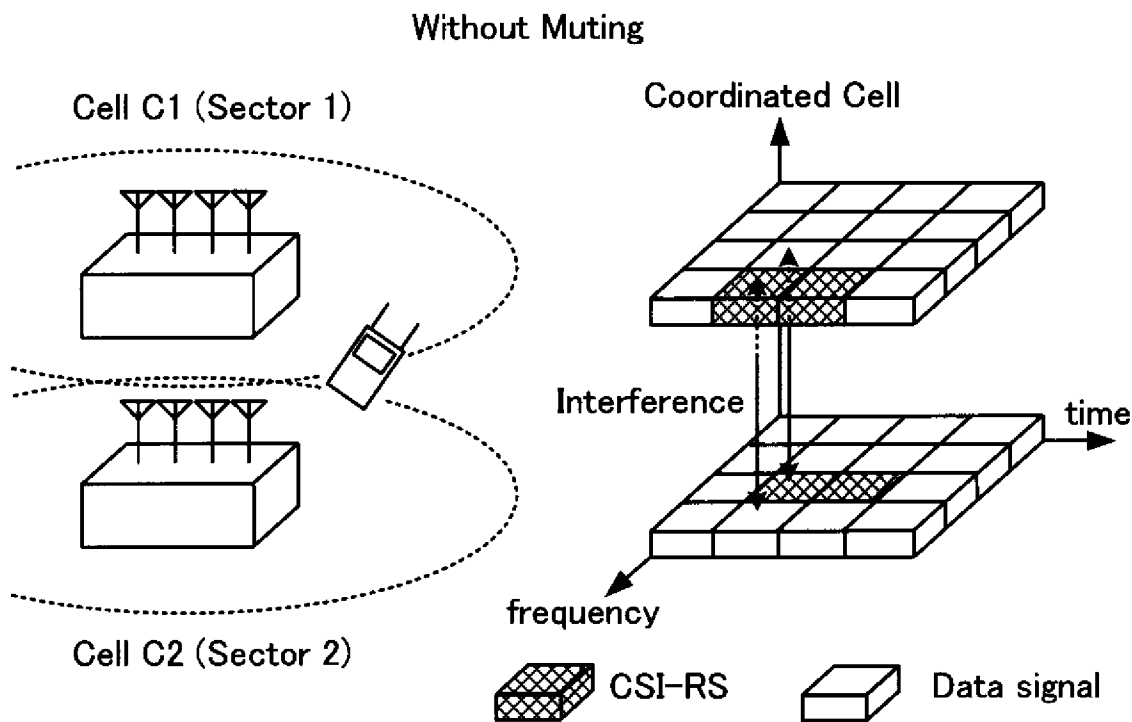 Without Muting
Cell C1 (Sector 1)
Coordinated Cell
Interference
time
frequency
Cell C2 (Sector 2)
CSI-RS
Data signal